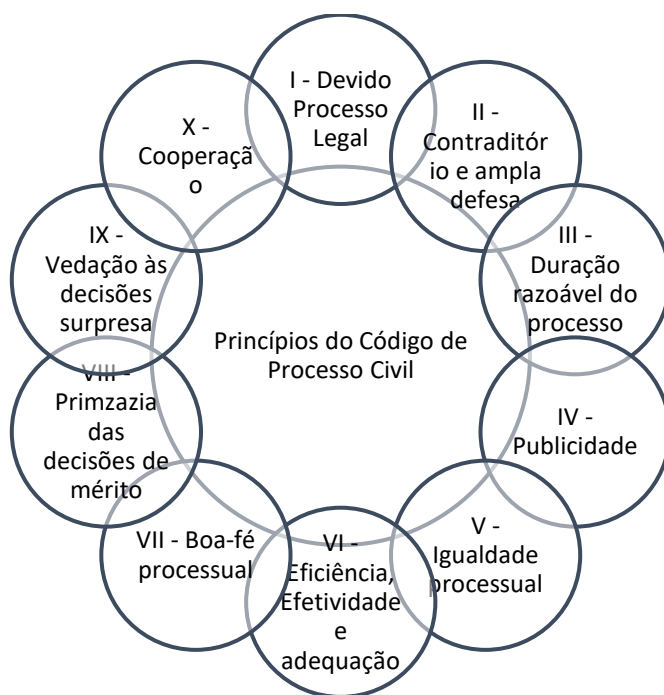 I - Devido
Processo
Legal
II -
Contraditór
io e ampla
defesa
III -
Duração
razoável do
processo
IV -
Publicidade
V -
Igualdade
processual
VI -
Eficiência,
Efetividade
e
adequação
VII - Boa-fé
processual
VIII -
Primzazia
das
decisões de
mérito
IX -
Vedação às
decisões
surpresa
X -
Cooperaçã
o
Princípios do Código de
Processo Civil